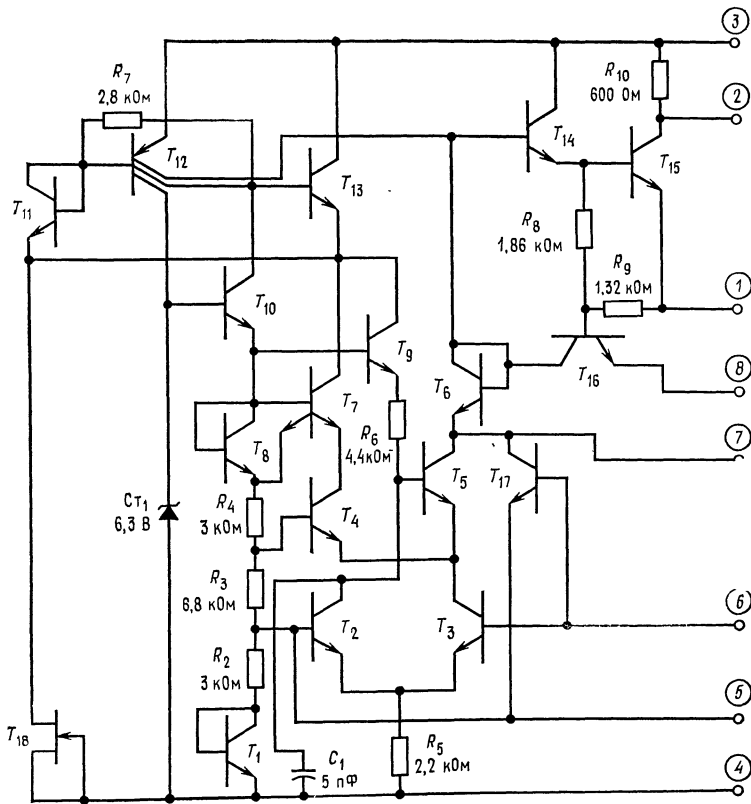 3
R7
2,8 кОм
R10
600 Ом
2
T12
T14
T15
T11
T13
R8
1,86 кОм
R9
1,32 кОм
1
T10
T9
T6
T16
8
T7
R6
4,4 кОм
7
T8
T5
T17
Ст1
6,3 В
R4
3 кОм
T4
R3
6,8 кОм
6
T2
T3
R2
3 кОм
5
T18
T1
C1
5 пФ
R5
2,2 кОм
4